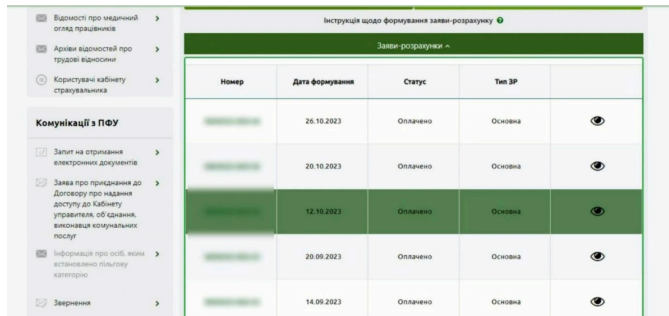 Відомості про медичний
огляд працівників
Архіви відомостей про
трудові відносини
Користувачі кабінету
страхувальника
Комунікації з ПФУ
Запит на отримання
електронних документів
Заява про приєднання до
Договору про надання
доступу до Кабінету
управителя, об'єднання,
виконавця комунальних
послуг
Інформація про осіб, яким
встановлено пільгову
категорію
Звернення
Інструкція щодо формування заяви-розрахунку
Заяви-розрахунки
Номер Дата формування Статус Тип ЗР
26.10.2023 Оплачено Основна
20.10.2023 Оплачено Основна
12.10.2023 Оплачено Основна
20.09.2023 Оплачено Основна
14.09.2023 Оплачено Основна